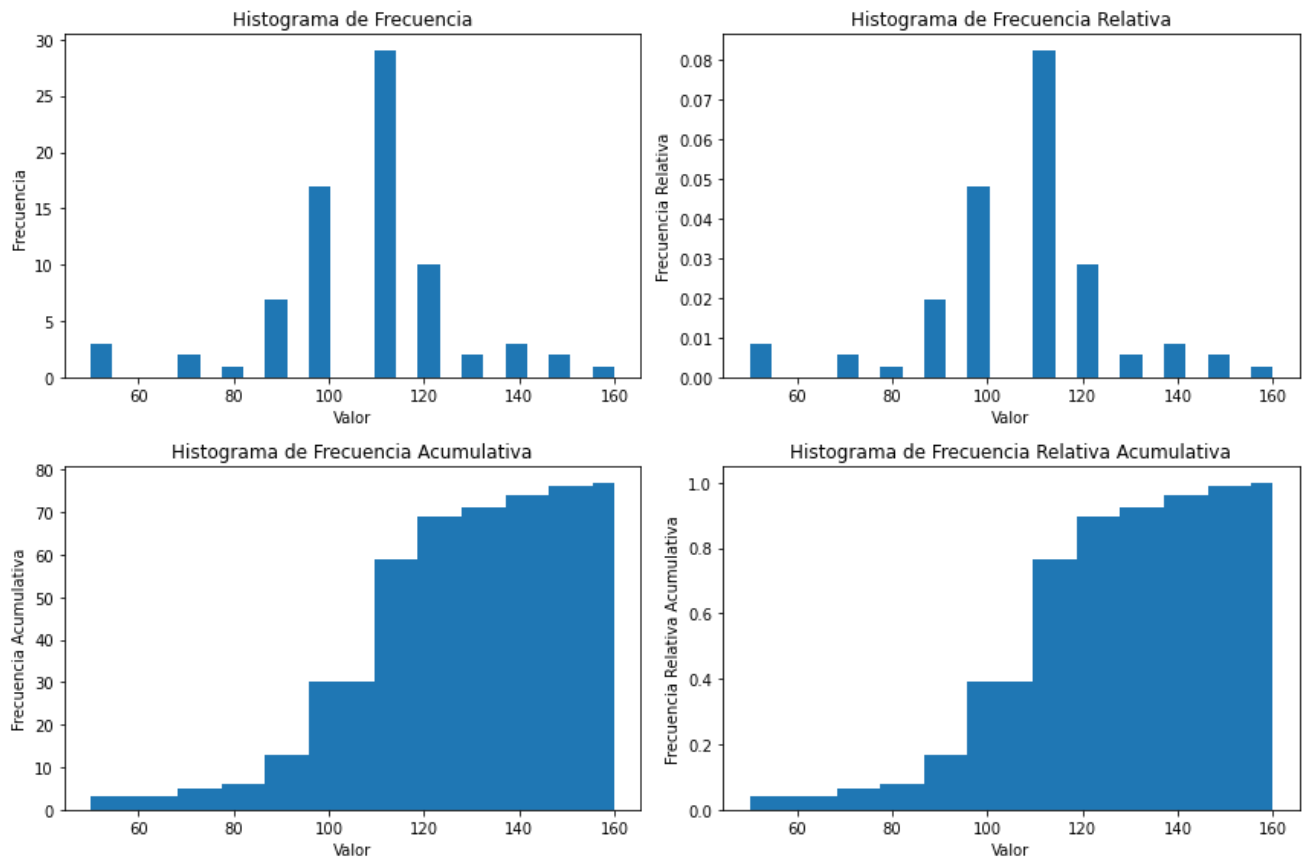 Histograma de Frecuencia
30
25
20
15
10
5
0
Frecuencia
60 80 100 120 140 160
Valor
Histograma de Frecuencia Relativa
0.08
0.07
0.06
0.05
0.04
0.03
0.02
0.01
0.00
Frecuencia Relativa
60 80 100 120 140 160
Valor
Histograma de Frecuencia Acumulativa
80
70
60
50
40
30
20
10
0
Frecuencia Acumulativa
60 80 100 120 140 160
Valor
Histograma de Frecuencia Relativa Acumulativa
1.0
0.8
0.6
0.4
0.2
0.0
Frecuencia Relativa Acumulativa
60 80 100 120 140 160
Valor